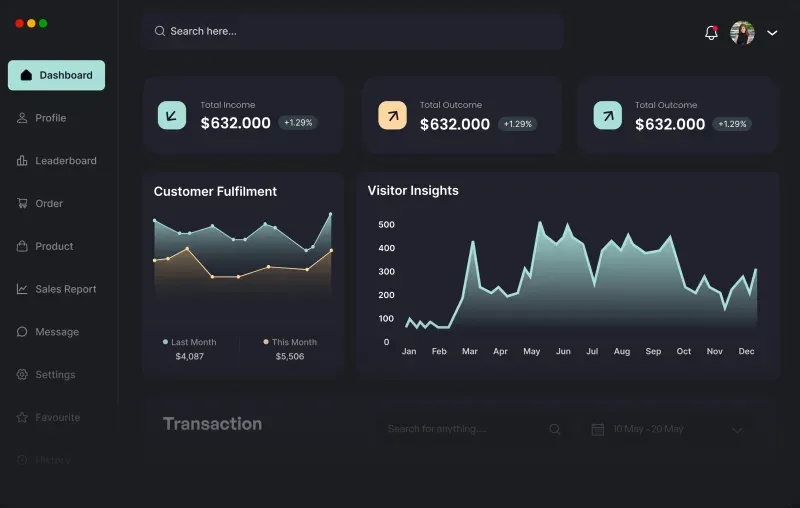 Search here...
Dashboard
Profile
Leaderboard
Order
Product
Sales Report
Message
Settings
Favourite
History
Total Income
$632.000
+1.29%
Total Outcome
$632.000
+1.29%
Total Outcome
$632.000
+1.29%
Customer Fulfilment
Last Month
$4,087
This Month
$5,506
Visitor Insights
500
400
300
200
100
0
Jan Feb Mar Apr May Jun Jul Aug Sep Oct Nov Dec
Transaction
Search for anything...
10 May - 20 May